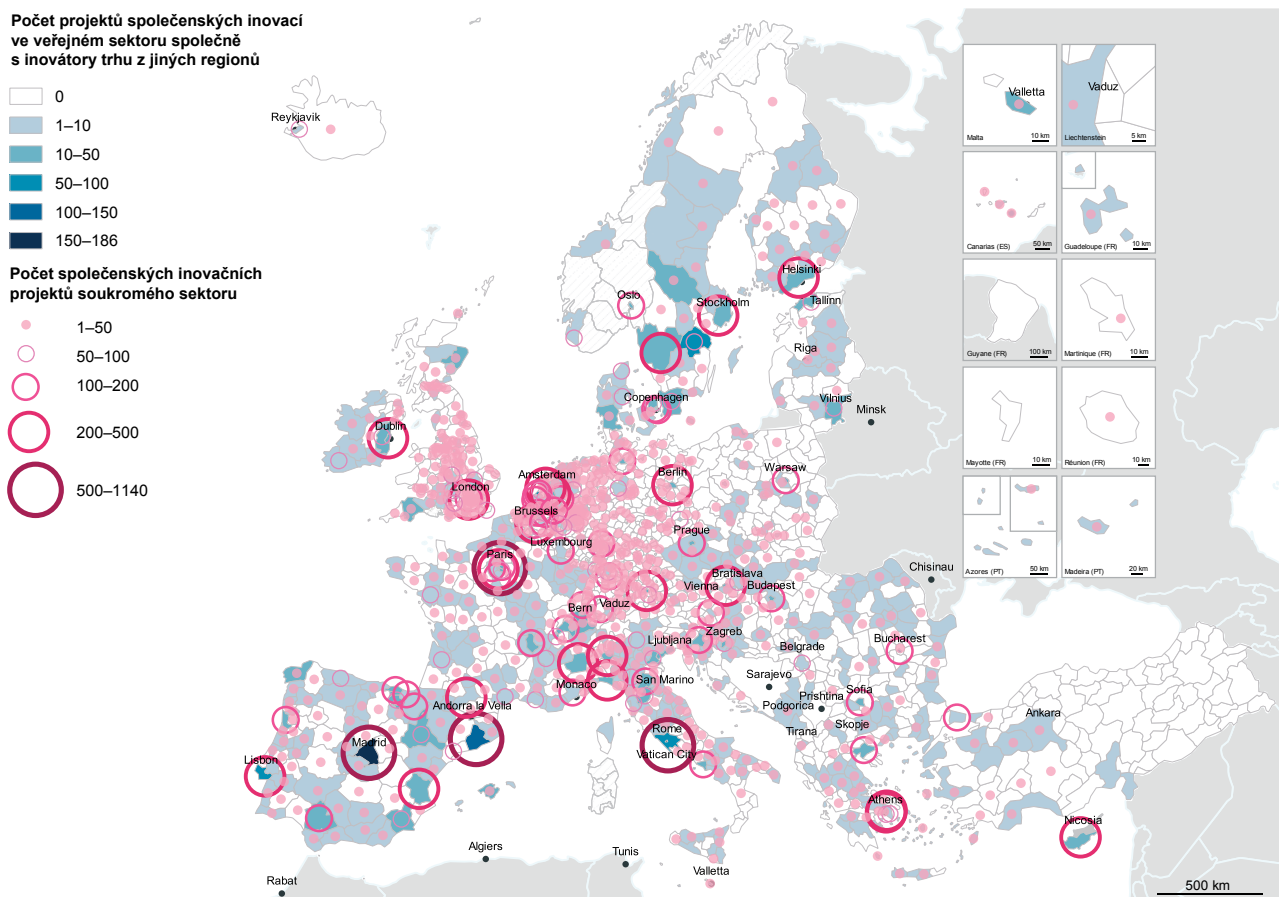 Počet projektů společenských inovací
ve veřejném sektoru společně
s inovátory trhu z jiných regionů
0
1–10
10–50
50–100
100–150
150–186
Počet společenských inovačních
projektů soukromého sektoru
1–50
50–100
100–200
200–500
500–1140
Reykjavik
Oslo
Stockholm
Helsinki
Tallinn
Riga
Vilnius
Minsk
Copenhagen
Dublin
London
Amsterdam
Brussels
Berlin
Warsaw
Luxembourg
Prague
Paris
Vienna
Bratislava
Budapest
Chisinau
Bern
Vaduz
Ljubljana
Zagreb
Belgrade
Bucharest
Monaco
San Marino
Sarajevo
Andorra la Vella
Podgorica
Prishtina
Sofia
Skopje
Tirana
Ankara
Madrid
Rome
Vatican City
Lisbon
Athens
Nicosia
Algiers
Tunis
Valletta
Rabat
500 km
Valletta
Malta
10 km
Vaduz
Liechtenstein
5 km
Canarias (ES)
50 km
Guadeloupe (FR)
10 km
Guyane (FR)
100 km
Martinique (FR)
10 km
Mayotte (FR)
10 km
Réunion (FR)
10 km
Azores (PT)
50 km
Madeira (PT)
20 km